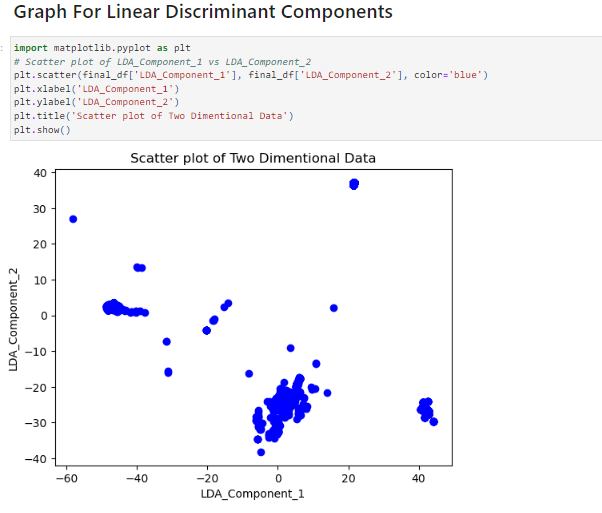 Graph For Linear Discriminant Components
import matplotlib.pyplot as plt
# Scatter plot of LDA_Component_1 vs LDA_Component_2
plt.scatter(final_df['LDA_Component_1'], final_df['LDA_Component_2'], color='blue')
plt.xlabel('LDA_Component_1')
plt.ylabel('LDA_Component_2')
plt.title('Scatter plot of Two Dimentional Data')
plt.show()
Scatter plot of Two Dimentional Data
40
30
20
10
0
−10
−20
−30
−40
LDA_Component_2
−60 −40 −20 0 20 40
LDA_Component_1